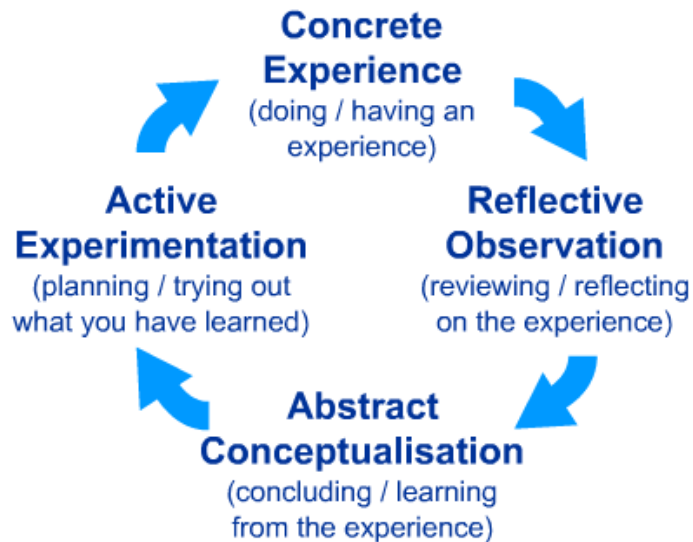 Concrete
Experience
(doing / having an
experience)
Reflective
Observation
(reviewing / reflecting
on the experience)
Abstract
Conceptualisation
(concluding / learning
from the experience)
Active
Experimentation
(planning / trying out
what you have learned)